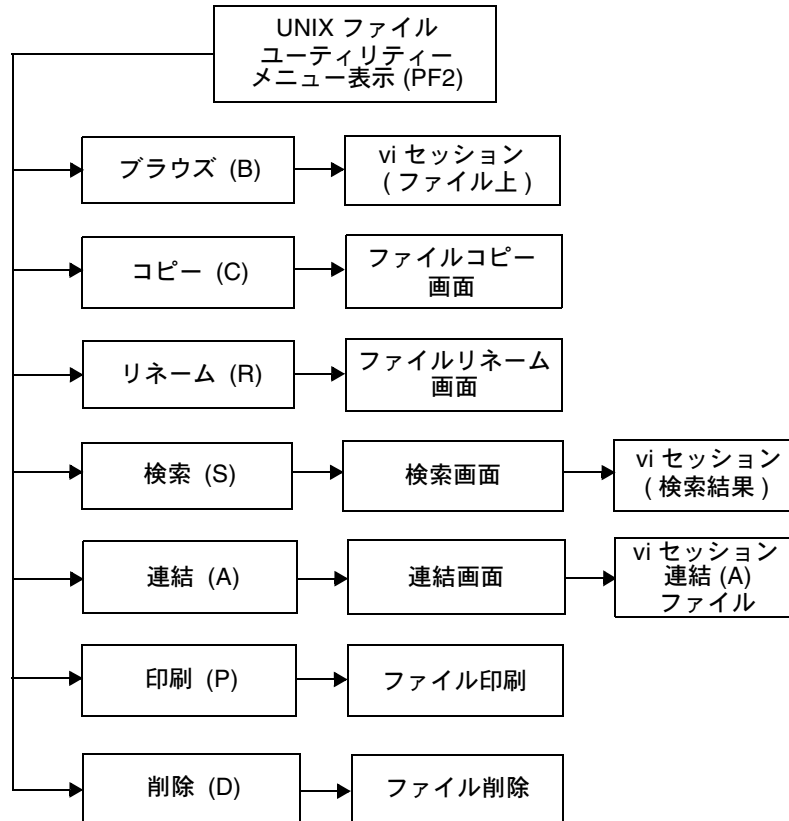 UNIX ファイル
ユーティリティー
メニュー表示 (PF2)
ブラウズ (B)
vi セッション
( ファイル上 )
コピー (C)
ファイルコピー
画面
リネーム (R)
ファイルリネーム
画面
検索 (S)
検索画面
vi セッション
( 検索結果 )
連結 (A)
連結画面
vi セッション
連結 (A)
ファイル
印刷 (P)
ファイル印刷
削除 (D)
ファイル削除